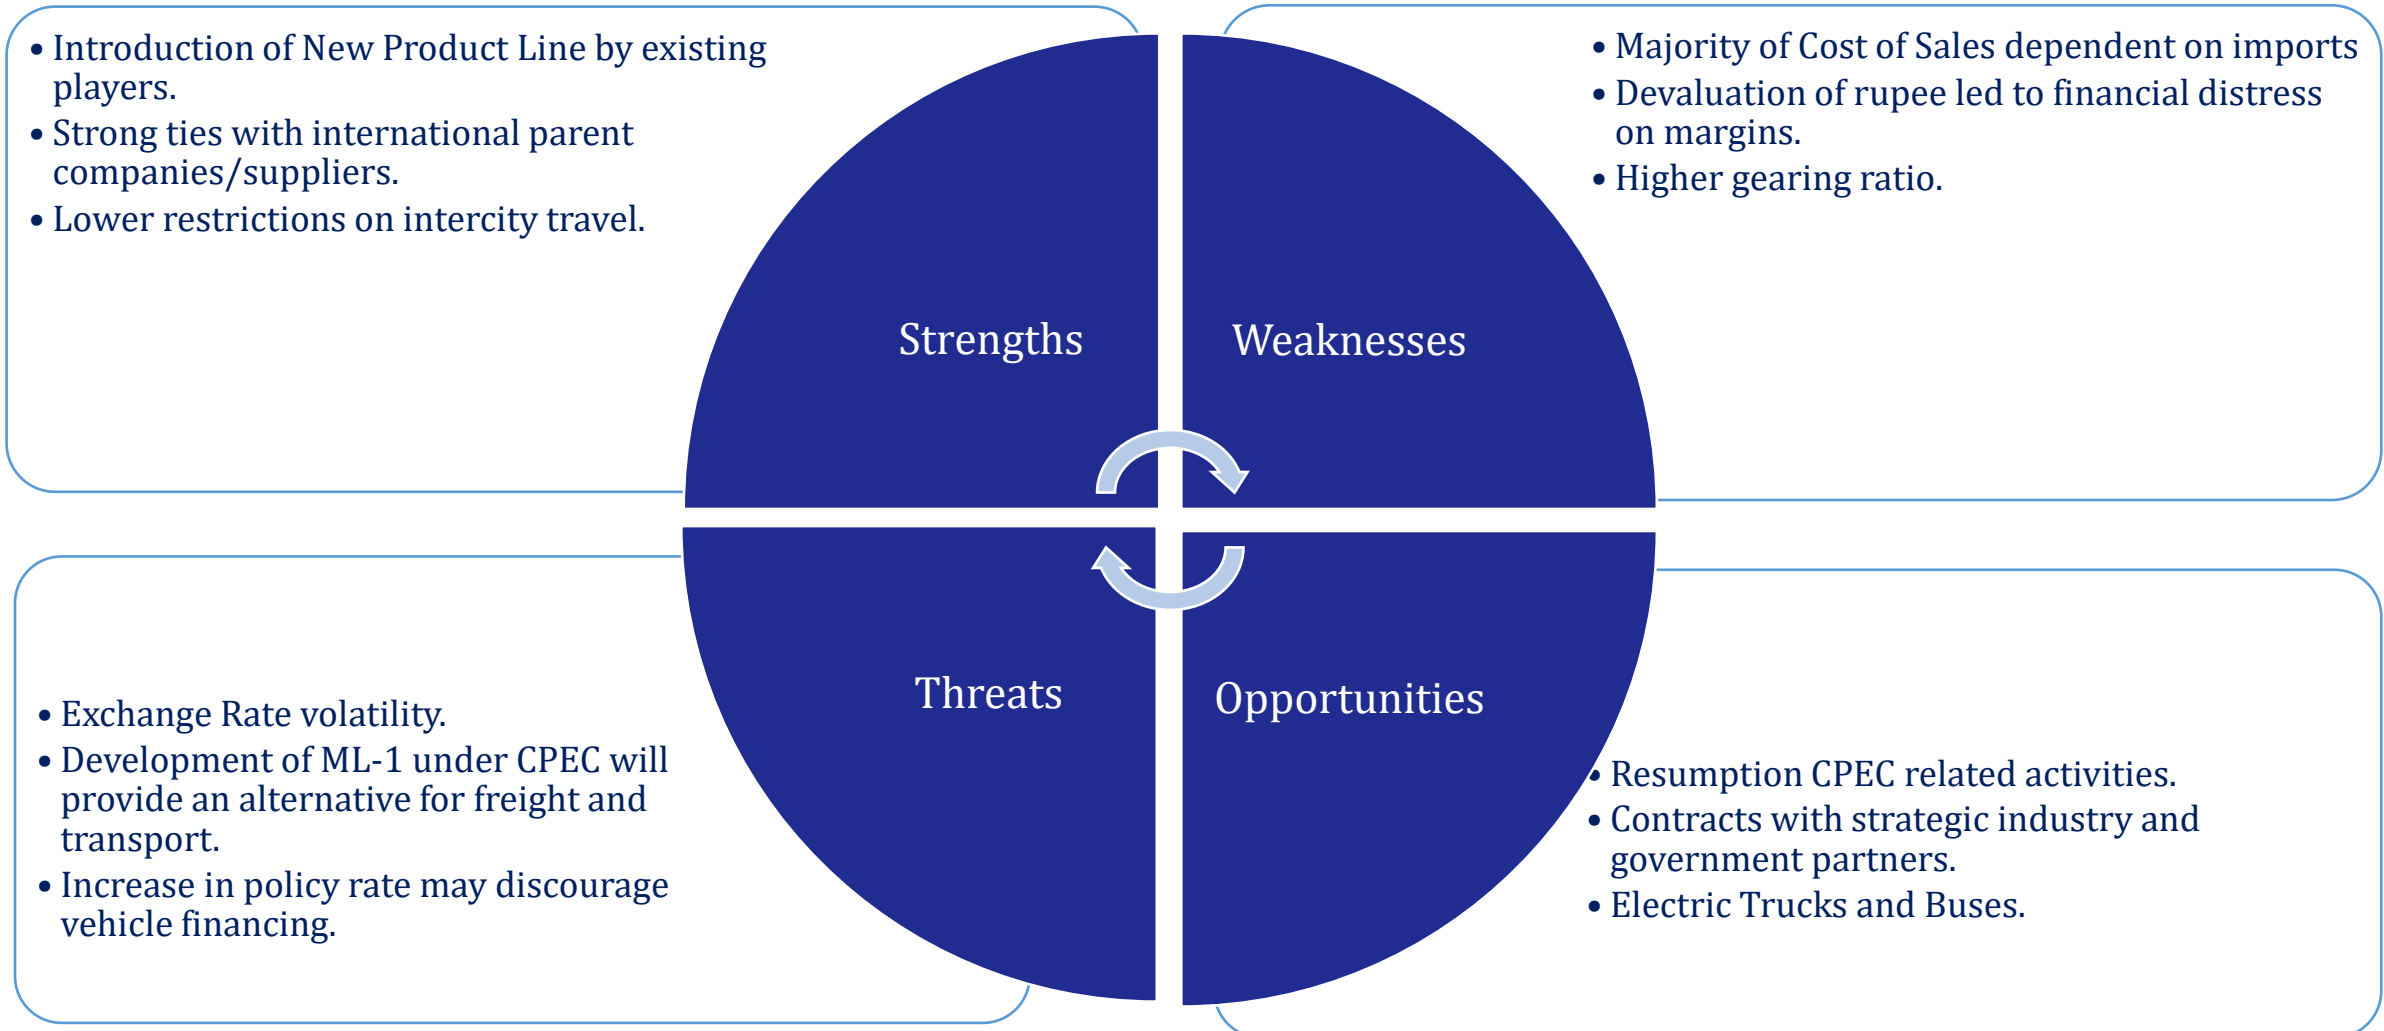 • Introduction of New Product Line by existing
players.
• Strong ties with international parent
companies/suppliers.
• Lower restrictions on intercity travel.
• Majority of Cost of Sales dependent on imports
• Devaluation of rupee led to financial distress
on margins.
• Higher gearing ratio.
Strengths
Weaknesses
Threats
Opportunities
• Exchange Rate volatility.
• Development of ML-1 under CPEC will
provide an alternative for freight and
transport.
• Increase in policy rate may discourage
vehicle financing.
• Resumption CPEC related activities.
• Contracts with strategic industry and
government partners.
• Electric Trucks and Buses.